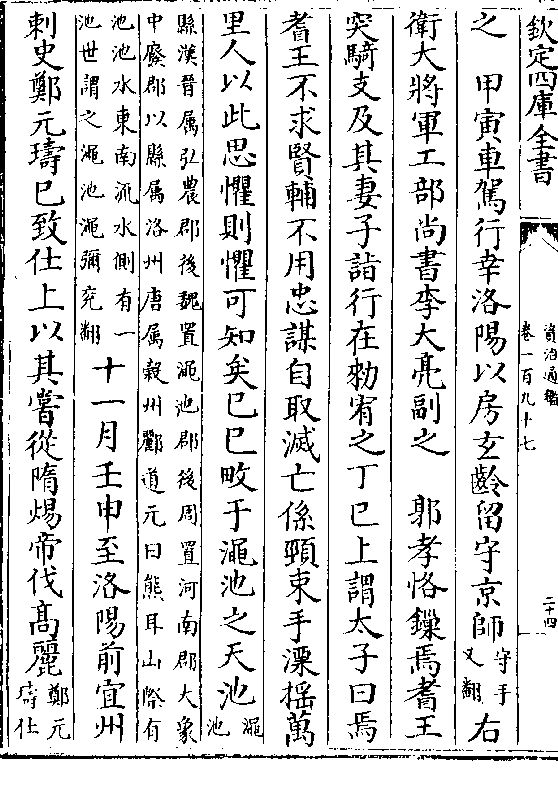 欽定四庫全書
資治通鑑
卷一百九十七
二十四
之　甲寅車駕行幸洛陽以房玄齡留守京師守手又翻右
衛大將軍工部尚書李大亮副之　郭孝恪鏁焉耆王
突騎支及其妻子詣行在勑宥之丁巳上謂太子曰焉
耆王不求賢輔不用忠謀自取滅亡係頸束手漂揺萬
里人以此思懼則懼可知矣巳巳畋于澠池之天池澠池
縣漢晉屬弘農郡後魏置澠池郡後周置河南郡大象
中廢郡以縣屬洛州唐屬穀州酈道元曰熊耳山際有
池池水東南流水側有一
池世謂之澠池澠彌兖翻十一月壬申至洛陽前宜州
刺史鄭元璹巳致仕上以其嘗從隋煬帝伐髙麗鄭元璹仕